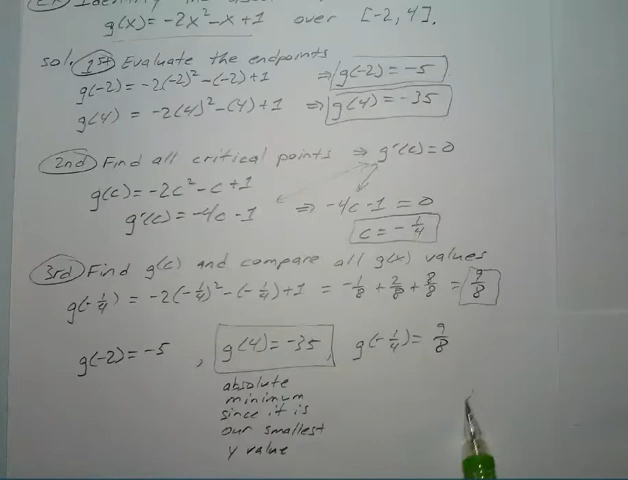 g(x) = -2x² - x + 1 over [-2, 4].
sol. 1st Evaluate the endpoints
g(-2) = -2(-2)² - (-2) + 1 ⇒ g(-2) = -5
g(4) = -2(4)² - (4) + 1 ⇒ g(4) = -35
2nd Find all critical points ⇒ g'(c) = 0
g(c) = -2c² - c + 1
g'(c) = -4c - 1 ⇒ -4c - 1 = 0
c = -1/4
3rd Find g(c) and compare all g(x) values
g(-1/4) = -2(-1/4)² - (-1/4) + 1 = -1/8 + 2/8 + 8/8 = 9/8
g(-2) = -5 , g(4) = -35 , g(-1/4) = 9/8
absolute
minimum
since it is
our smallest
y value